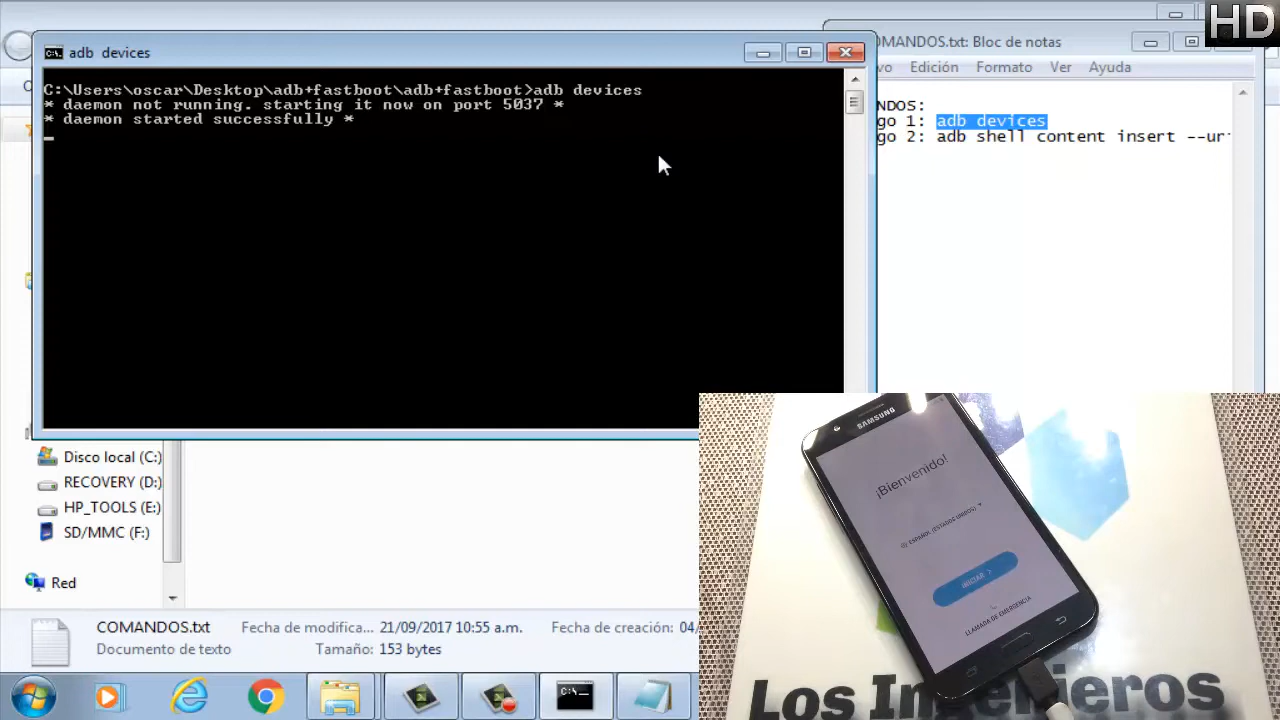 HD
adb devices
C:\Users\oscar\Desktop\adb+fastboot\adb+fastboot>adb devices
* daemon not running. starting it now on port 5037 *
* daemon started successfully *
OMANDOS.txt: Bloc de notas
vo Edición Formato Ver Ayuda
NDOS:
go 1: adb devices
go 2: adb shell content insert --ur
Disco local (C:)
RECOVERY (D:)
HP_TOOLS (E:)
SD/MMC (F:)
Red
COMANDOS.txt
Fecha de modifica... 21/09/2017 10:55 a.m.
Fecha de creación: 04/
Documento de texto
Tamaño: 153 bytes
SAMSUNG
¡Bienvenido!
ESPAÑOL (ESTADOS UNIDOS)
INICIAR >
LLAMADA DE EMERGENCIA
Los Ingenieros